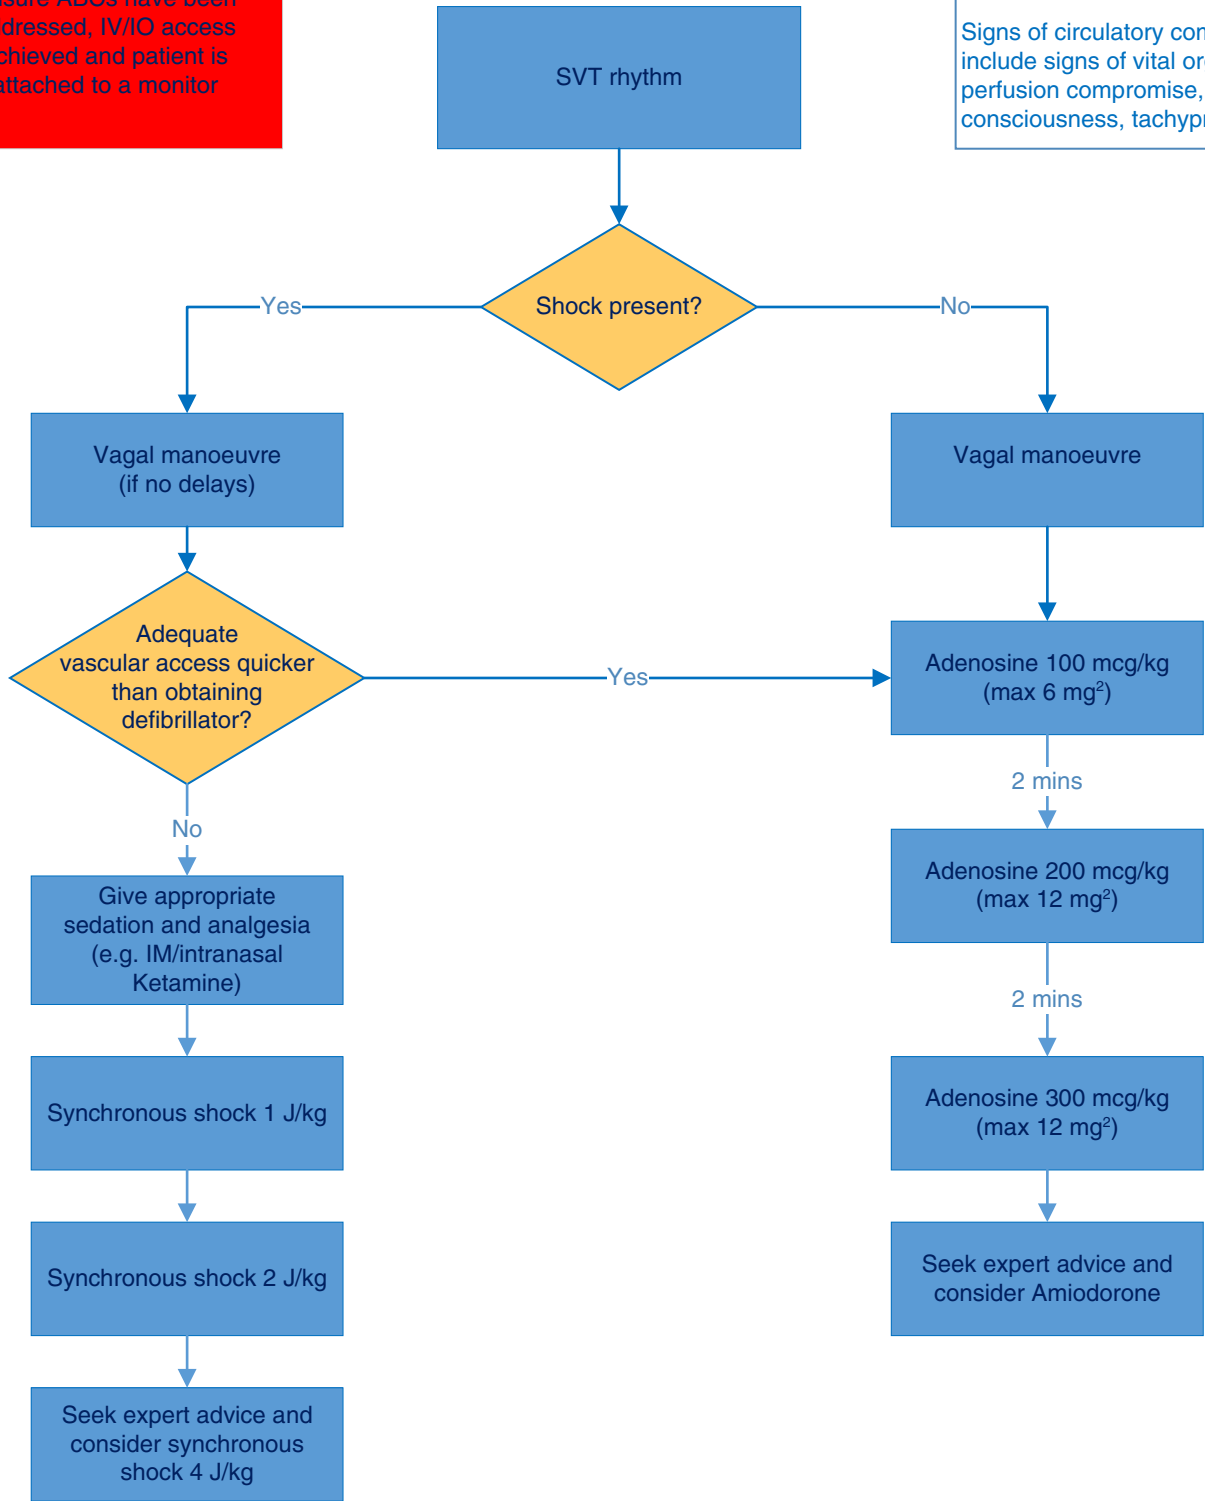 ABCs have been
IV/IO access
and patient is
attached to a monitor
SVT rhythm
Signs of circulatory
include signs of vital
perfusion compromise,
consciousness,
Shock present?
Yes
No
Vagal manoeuvre
(if no delays)
Vagal manoeuvre
Adequate
vascular access quicker
than obtaining
defibrillator?
Yes
Adenosine 100 mcg/kg
(max 6 mg²)
2 mins
No
Adenosine 200 mcg/kg
(max 12 mg²)
Give appropriate
sedation and analgesia
(e.g. IM/intranasal
Ketamine)
2 mins
Synchronous shock 1 J/kg
Adenosine 300 mcg/kg
(max 12 mg²)
Synchronous shock 2 J/kg
Seek expert advice and
consider Amiodorone
Seek expert advice and
consider synchronous
shock 4 J/kg